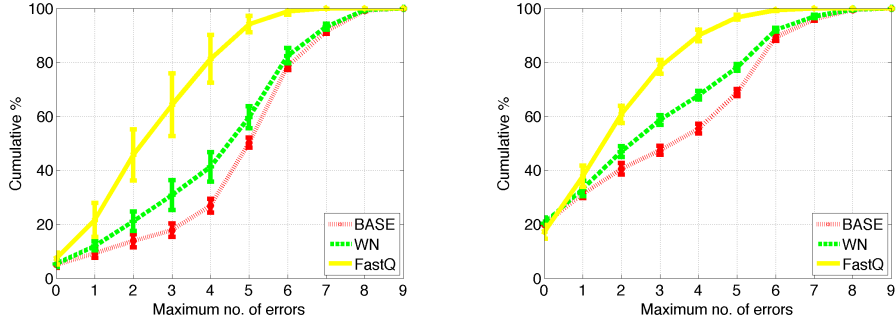 100
80
60
40
20
0
Cumulative %
0 1 2 3 4 5 6 7 8 9
Maximum no. of errors
BASE
WN
FastQ
100
80
60
40
20
0
Cumulative %
0 1 2 3 4 5 6 7 8 9
Maximum no. of errors
BASE
WN
FastQ